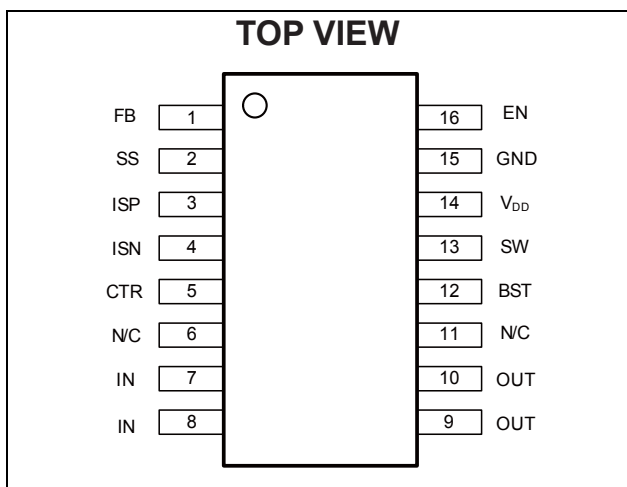 TOP VIEW
FB 1 16 EN
SS 2 15 GND
ISP 3 14 VDD
ISN 4 13 SW
CTR 5 12 BST
N/C 6 11 N/C
IN 7 10 OUT
IN 8 9 OUT